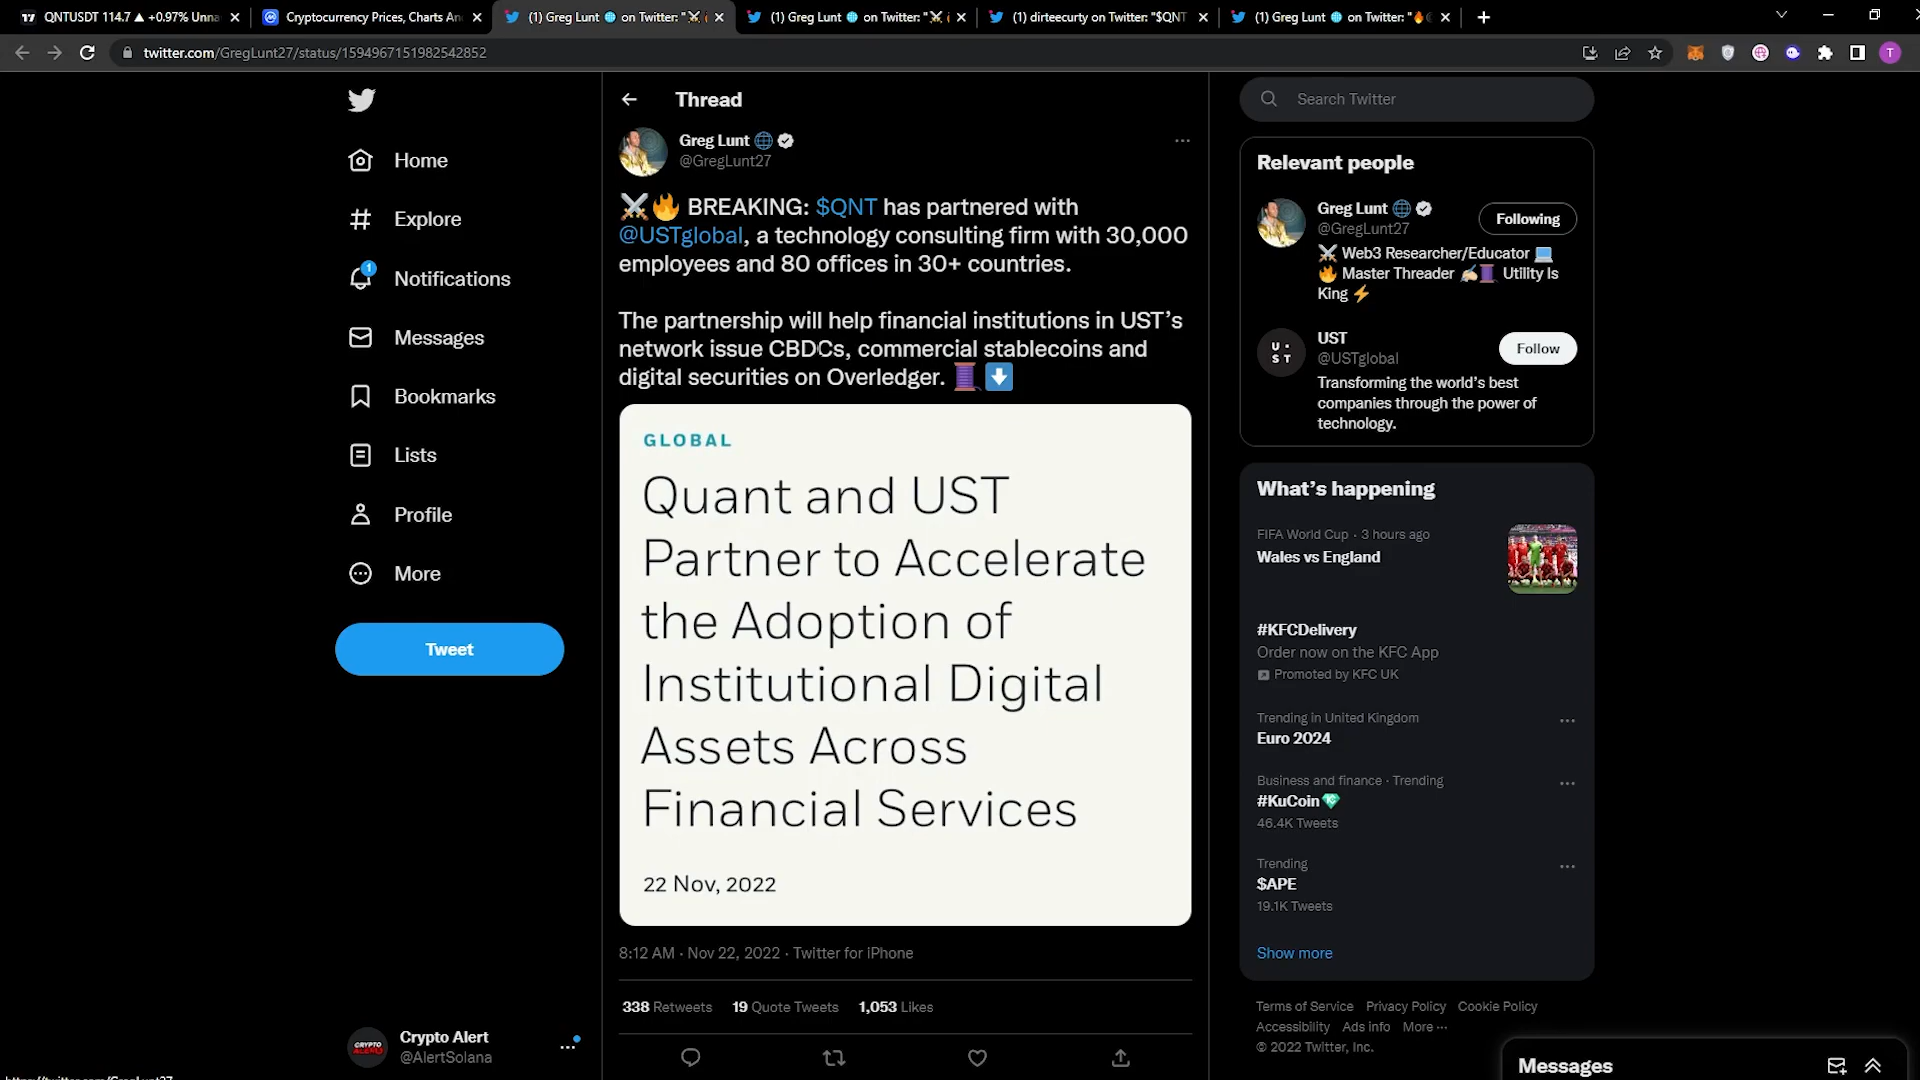 QNTUSDT 114.7 ▲ +0.97% Unna
Cryptocurrency Prices, Charts An
(1) Greg Lunt 🌐 on Twitter: "⚔️
(1) Greg Lunt 🌐 on Twitter: "⚔️
(1) dirteecurty on Twitter: "$QNT
(1) Greg Lunt 🌐 on Twitter: "🔥
twitter.com/GregLunt27/status/1594967151982542852
T
Home
Explore
1
Notifications
Messages
Bookmarks
Lists
Profile
More
Tweet
Crypto Alert
@AlertSolana
CRYPTO
ALERT
Thread
Greg Lunt 🌐
@GregLunt27
⚔️🔥 BREAKING: $QNT has partnered with
@USTglobal, a technology consulting firm with 30,000
employees and 80 offices in 30+ countries.
The partnership will help financial institutions in UST's
network issue CBDCs, commercial stablecoins and
digital securities on Overledger. 🧵⬇️
GLOBAL
Quant and UST
Partner to Accelerate
the Adoption of
Institutional Digital
Assets Across
Financial Services
22 Nov, 2022
8:12 AM · Nov 22, 2022 · Twitter for iPhone
338 Retweets 19 Quote Tweets 1,053 Likes
Search Twitter
Relevant people
Greg Lunt 🌐
@GregLunt27
Following
⚔️ Web3 Researcher/Educator 💻
🔥 Master Threader ✍🏼🧵 Utility Is
King ⚡
U·
ST
UST
@USTglobal
Follow
Transforming the world's best
companies through the power of
technology.
What's happening
FIFA World Cup · 3 hours ago
Wales vs England
#KFCDelivery
Order now on the KFC App
Promoted by KFC UK
Trending in United Kingdom
Euro 2024
Business and finance · Trending
#KuCoin
46.4K Tweets
Trending
$APE
19.1K Tweets
Show more
Terms of Service Privacy Policy Cookie Policy
Accessibility Ads info More ···
© 2022 Twitter, Inc.
Messages